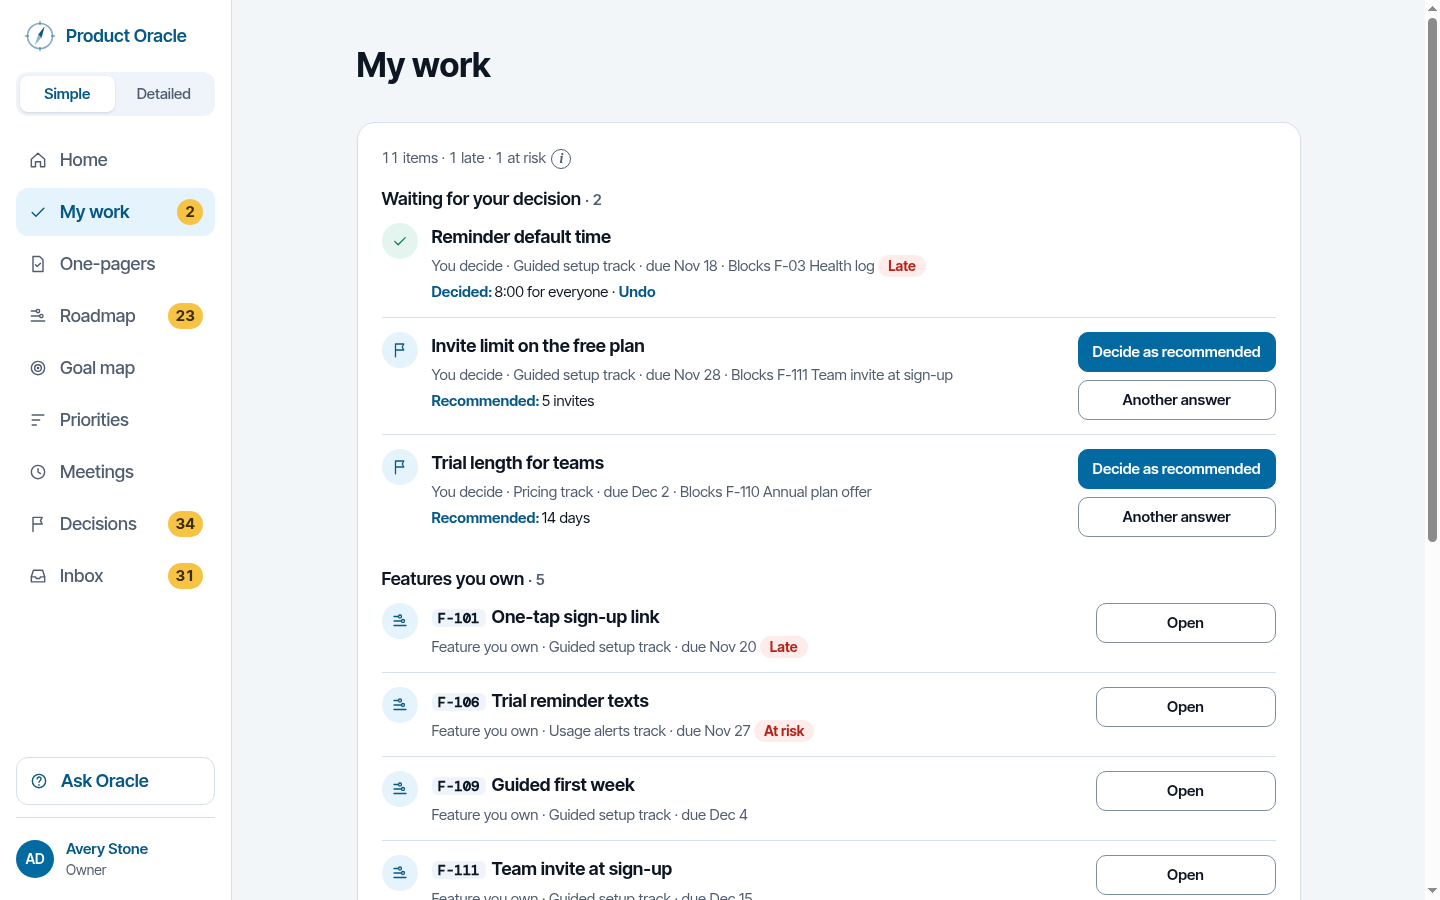 Product Oracle
Simple
Detailed
Home
My work
2
One-pagers
Roadmap
23
Goal map
Priorities
Meetings
Decisions
34
Inbox
31
Ask Oracle
AD
Avery Stone
Owner
My work
11 items · 1 late · 1 at risk i
Waiting for your decision · 2
Reminder default time
You decide · Guided setup track · due Nov 18 · Blocks F-03 Health log Late
Decided: 8:00 for everyone · Undo
Invite limit on the free plan
You decide · Guided setup track · due Nov 28 · Blocks F-111 Team invite at sign-up
Recommended: 5 invites
Decide as recommended
Another answer
Trial length for teams
You decide · Pricing track · due Dec 2 · Blocks F-110 Annual plan offer
Recommended: 14 days
Decide as recommended
Another answer
Features you own · 5
F-101 One-tap sign-up link
Feature you own · Guided setup track · due Nov 20 Late
Open
F-106 Trial reminder texts
Feature you own · Usage alerts track · due Nov 27 At risk
Open
F-109 Guided first week
Feature you own · Guided setup track · due Dec 4
Open
F-111 Team invite at sign-up
Feature you own · Guided setup track · due Dec 15
Open